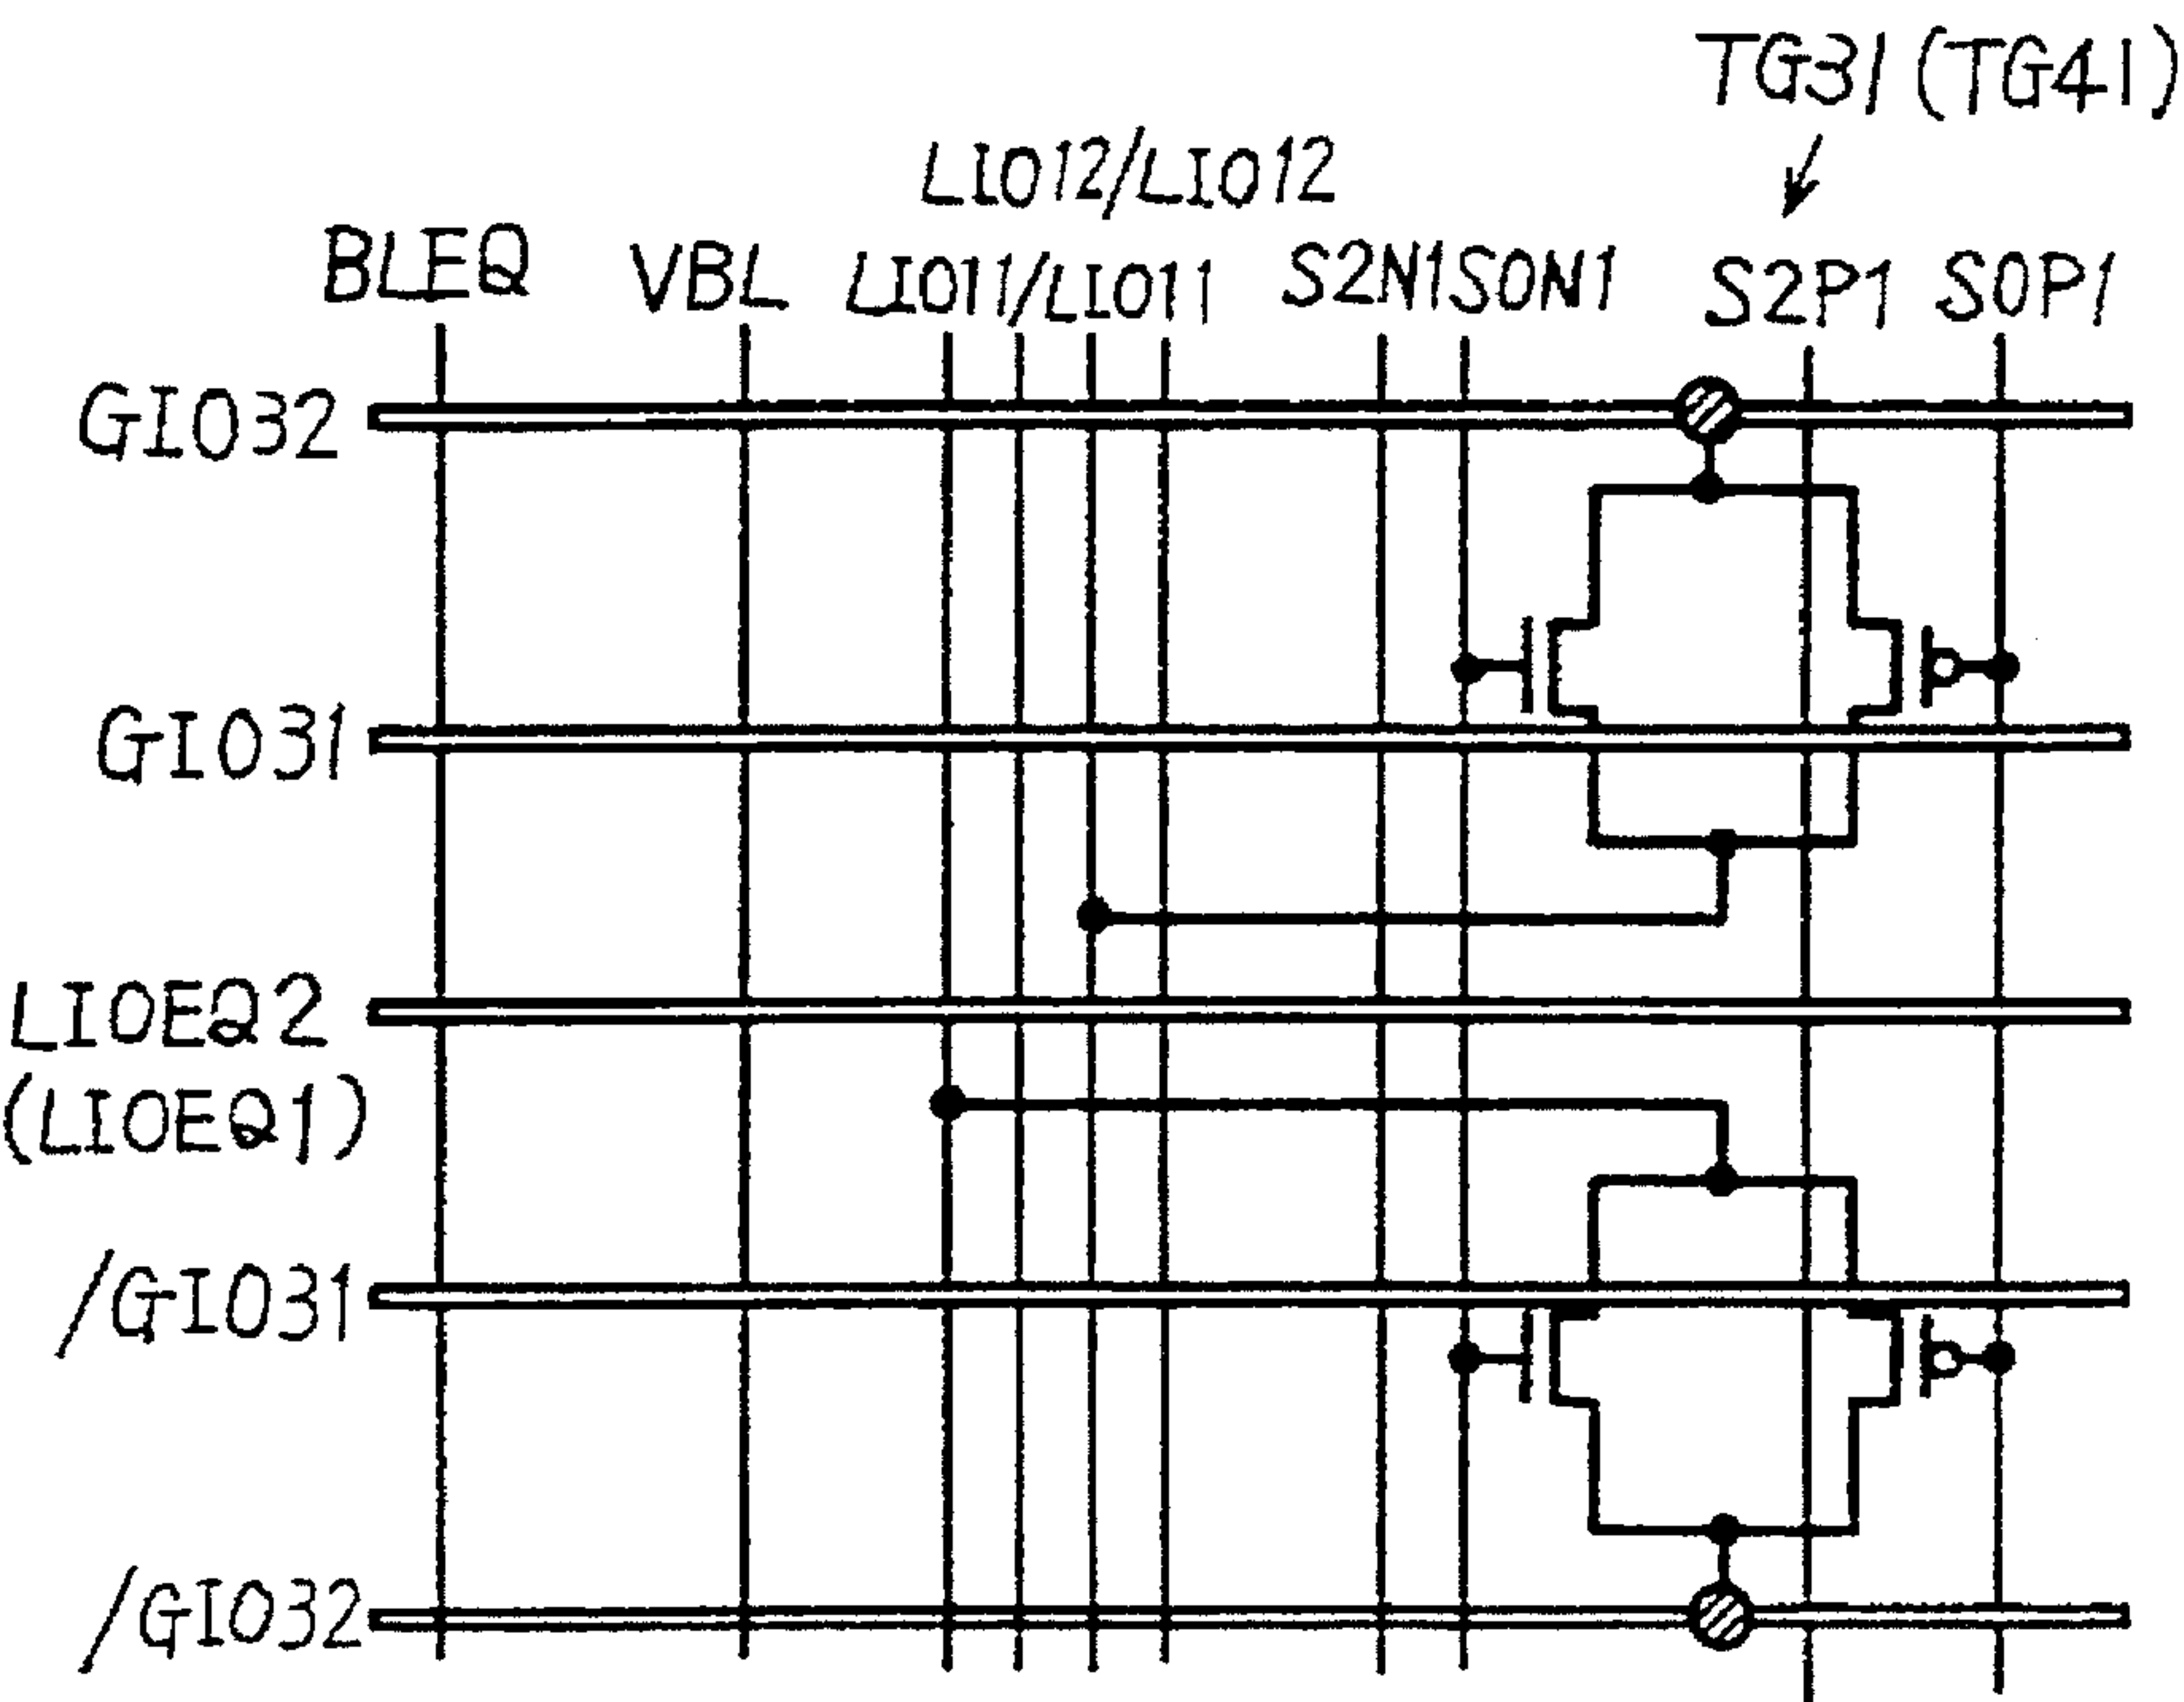 TG31(TG41)
LIO12/LIO12
BLEQ VBL LIO11/LIO11 S2N1 S0N1 S2P1 S0P1
GIO32
GIO31
LIOEQ2
(LIOEQ1)
/GIO31
/GIO32